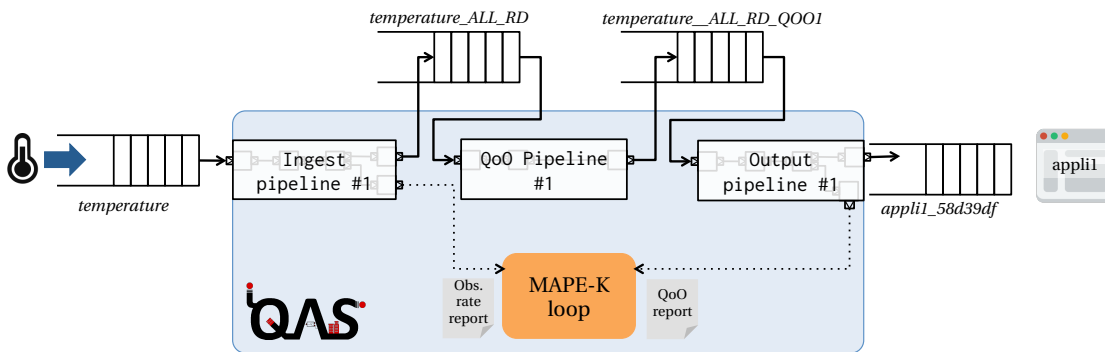 temperature_ALL_RD
temperature__ALL_RD_QOO1
Ingest
pipeline #1
QoO Pipeline
#1
Output
pipeline #1
appli1
temperature
appli1_58d39df
Obs.
rate
report
MAPE-K
loop
QoO
report
iQAS